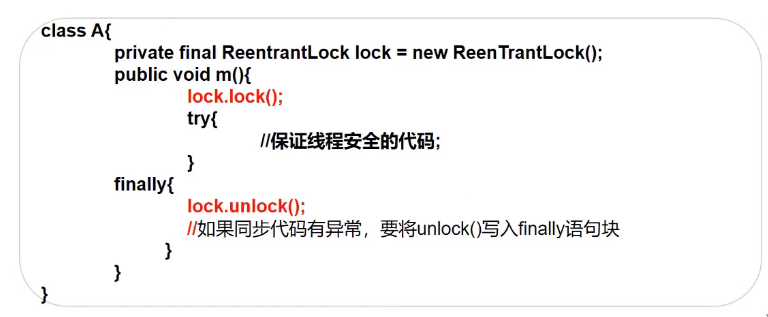 class A{
private final ReentrantLock lock = new ReenTrantLock();
public void m(){
lock.lock();
try{
//保证线程安全的代码;
}
finally{
lock.unlock();
//如果同步代码有异常，要将unlock()写入finally语句块
}
}
}